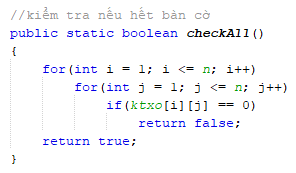 //kiểm tra nếu hết bàn cờ
public static boolean checkAll()
{
    for(int i = 1; i <= n; i++)
        for(int j = 1; j <= n; j++)
            if(ktxo[i][j] == 0)
                return false;
    return true;
}